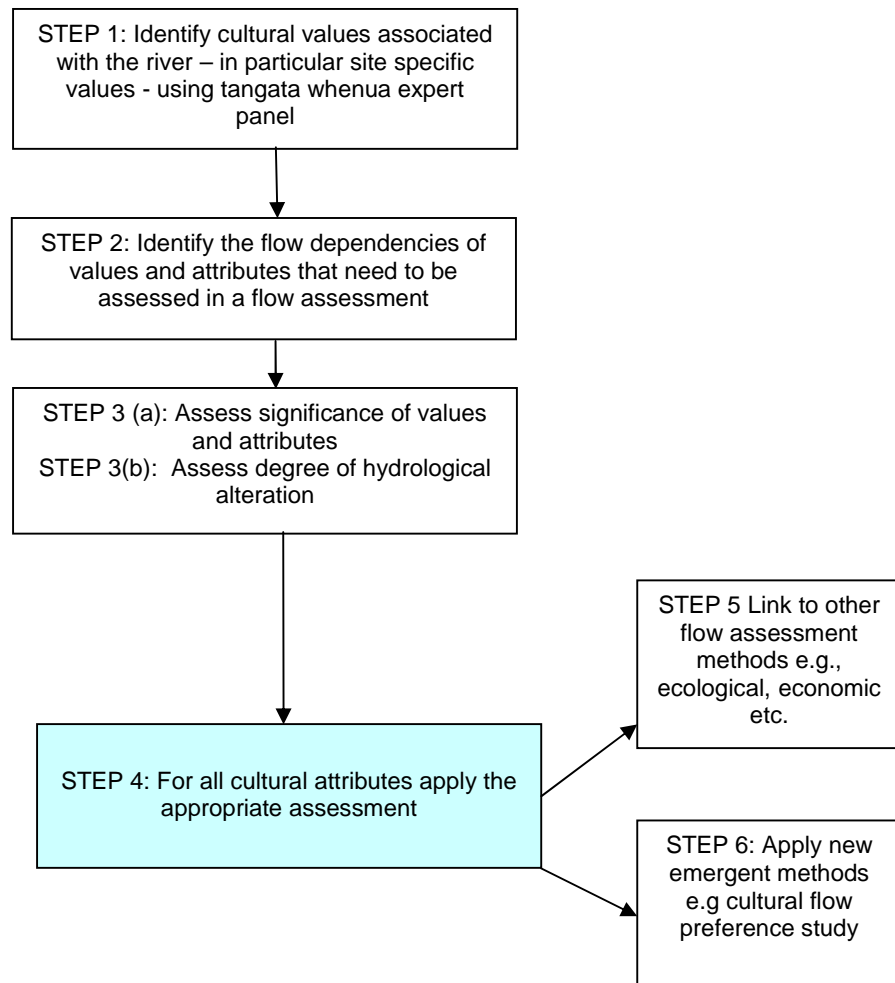 STEP 1: Identify cultural values associated
with the river – in particular site specific
values - using tangata whenua expert
panel
STEP 2: Identify the flow dependencies of
values and attributes that need to be
assessed in a flow assessment
STEP 3 (a): Assess significance of values
and attributes
STEP 3(b): Assess degree of hydrological
alteration
STEP 4: For all cultural attributes apply the
appropriate assessment
STEP 5 Link to other
flow assessment
methods e.g.,
ecological, economic
etc.
STEP 6: Apply new
emergent methods
e.g cultural flow
preference study